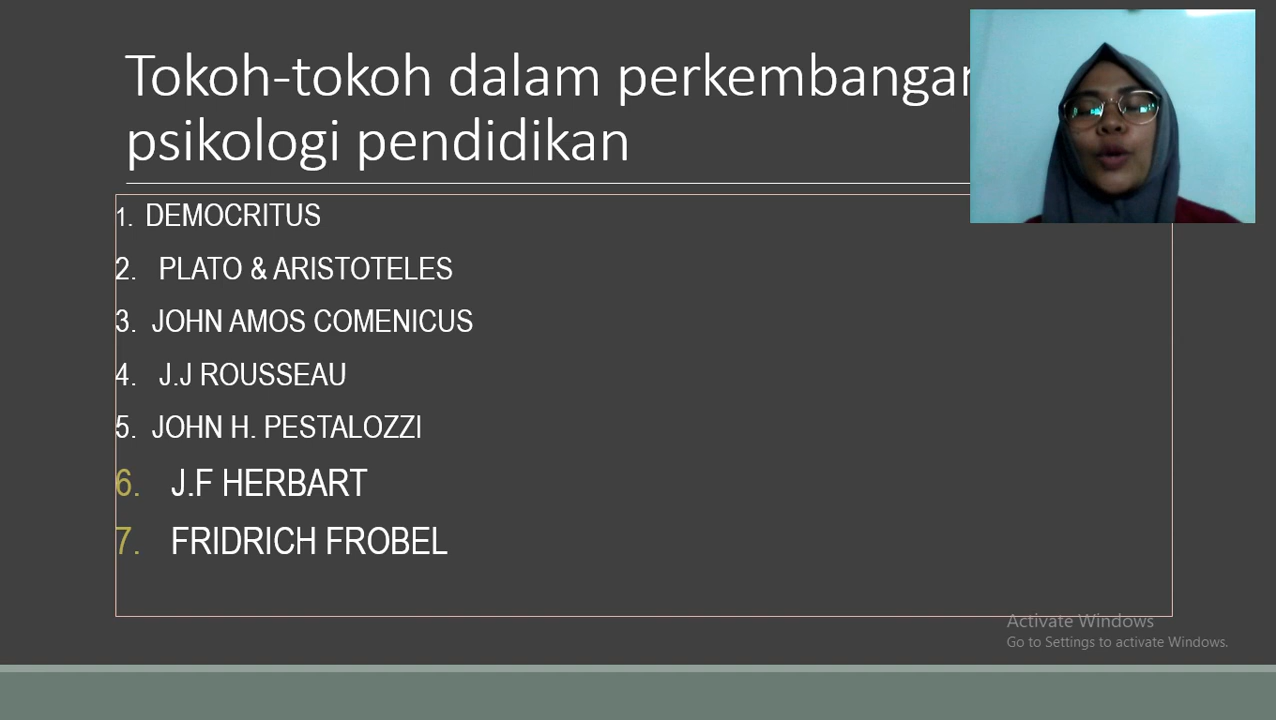 Tokoh-tokoh dalam perkembangan
psikologi pendidikan
1. DEMOCRITUS
2. PLATO & ARISTOTELES
3. JOHN AMOS COMENICUS
4. J.J ROUSSEAU
5. JOHN H. PESTALOZZI
6. J.F HERBART
7. FRIDRICH FROBEL
Activate Windows
Go to Settings to activate Windows.